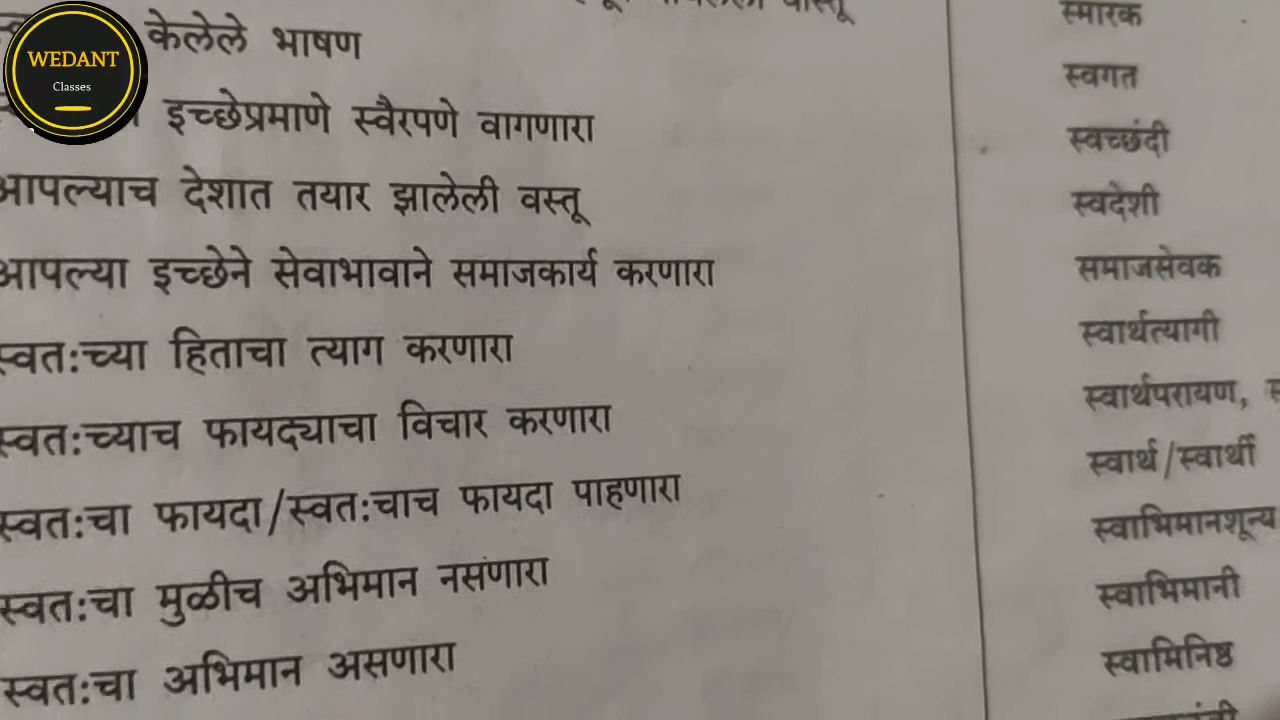 WEDANT
Classes
स्मारक
केलेले भाषण
स्वगत
इच्छेप्रमाणे स्वैरपणे वागणारा
स्वच्छंदी
आपल्याच देशात तयार झालेली वस्तू
स्वदेशी
आपल्या इच्छेने सेवाभावाने समाजकार्य करणारा
समाजसेवक
स्वत:च्या हिताचा त्याग करणारा
स्वार्थत्यागी
स्वत:च्याच फायद्याचा विचार करणारा
स्वार्थपरायण,
स्वत:चा फायदा/स्वत:चाच फायदा पाहणारा
स्वार्थ/स्वार्थी
स्वत:चा मुळीच अभिमान नसणारा
स्वाभिमानशून्य
स्वत:चा अभिमान असणारा
स्वाभिमानी
स्वामिनिष्ठ